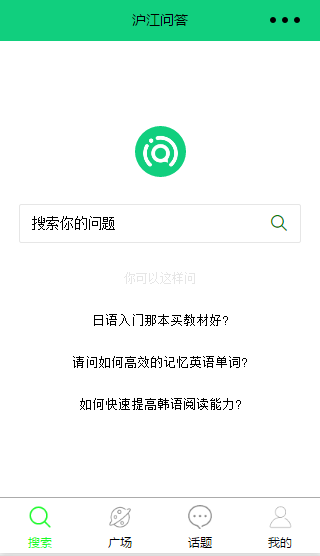 沪江问答
搜索你的问题
你可以这样问
日语入门那本买教材好?
请问如何高效的记忆英语单词?
如何快速提高韩语阅读能力?
搜索 广场 话题 我的